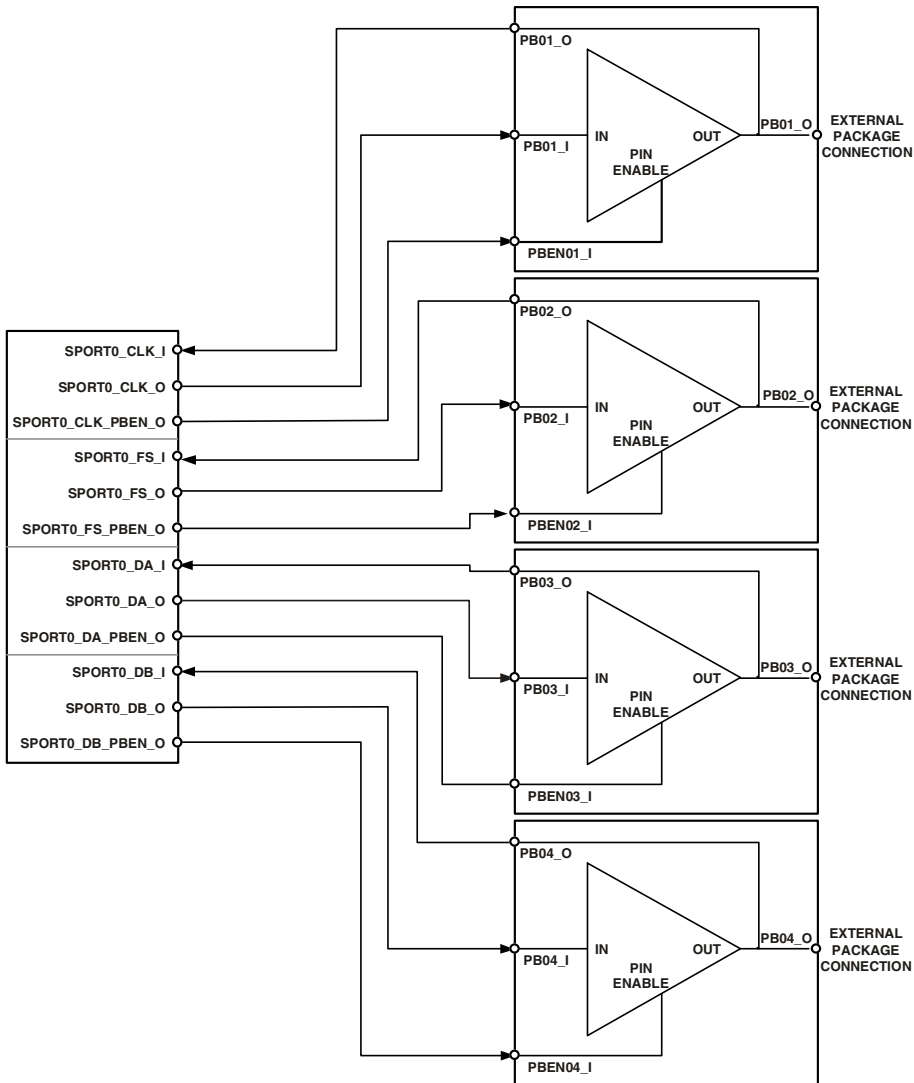 SPORT0_CLK_I
SPORT0_CLK_O
SPORT0_CLK_PBEN_O
SPORT0_FS_I
SPORT0_FS_O
SPORT0_FS_PBEN_O
SPORT0_DA_I
SPORT0_DA_O
SPORT0_DA_PBEN_O
SPORT0_DB_I
SPORT0_DB_O
SPORT0_DB_PBEN_O
PB01_O
PB01_I
IN
OUT
PIN
ENABLE
PBEN01_I
PB01_O
EXTERNAL
PACKAGE
CONNECTION
PB02_O
PB02_I
IN
OUT
PIN
ENABLE
PBEN02_I
PB02_O
EXTERNAL
PACKAGE
CONNECTION
PB03_O
PB03_I
IN
OUT
PIN
ENABLE
PBEN03_I
PB03_O
EXTERNAL
PACKAGE
CONNECTION
PB04_O
PB04_I
IN
OUT
PIN
ENABLE
PBEN04_I
PB04_O
EXTERNAL
PACKAGE
CONNECTION